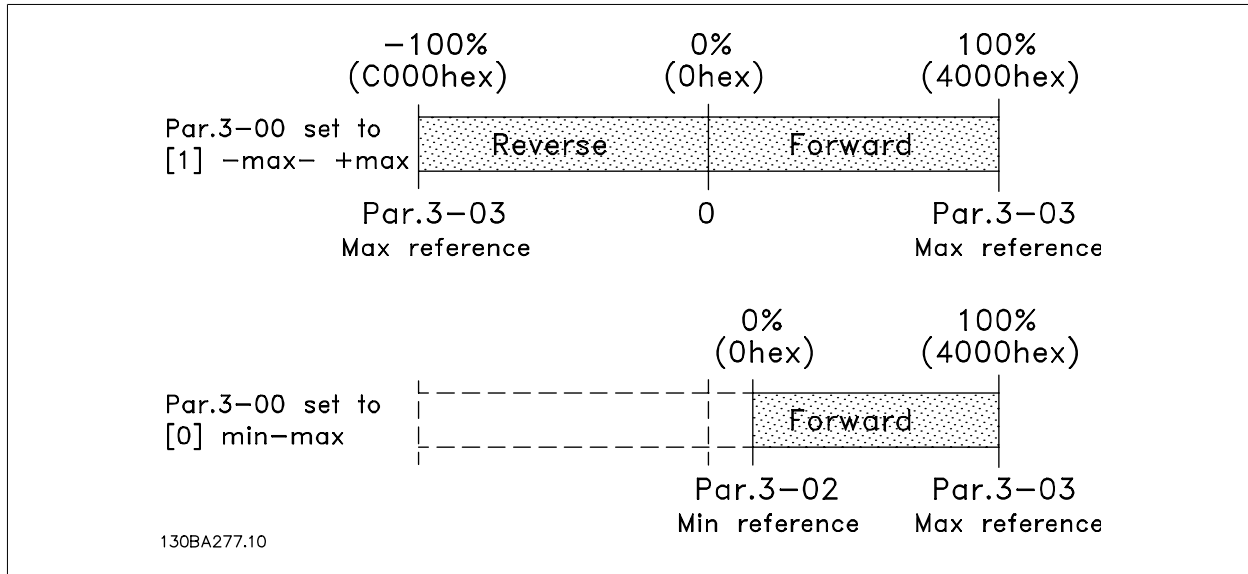 -100% 0% 100%
(C000hex) (0hex) (4000hex)
Par.3-00 set to
[1] -max- +max
Reverse Forward
Par.3-03 0 Par.3-03
Max reference Max reference
0% 100%
(0hex) (4000hex)
Par.3-00 set to
[0] min-max
Forward
Par.3-02 Par.3-03
Min reference Max reference
130BA277.10